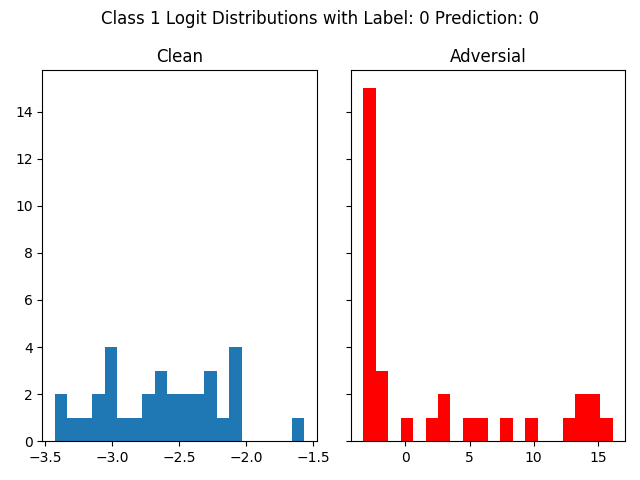 Class 1 Logit Distributions with Label: 0 Prediction: 0
Clean
Adversial
14
12
10
8
6
4
2
0
−3.5 −3.0 −2.5 −2.0 −1.5
0 5 10 15